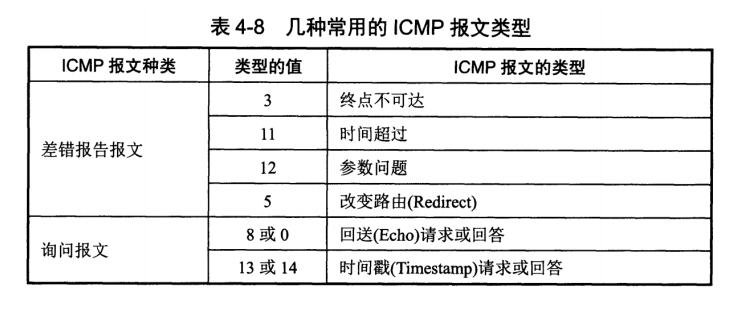 表 4-8 几种常用的 ICMP 报文类型
ICMP 报文种类 类型的值 ICMP 报文的类型
差错报告报文 3 终点不可达
11 时间超过
12 参数问题
5 改变路由(Redirect)
询问报文 8 或 0 回送(Echo)请求或回答
13 或 14 时间戳(Timestamp)请求或回答